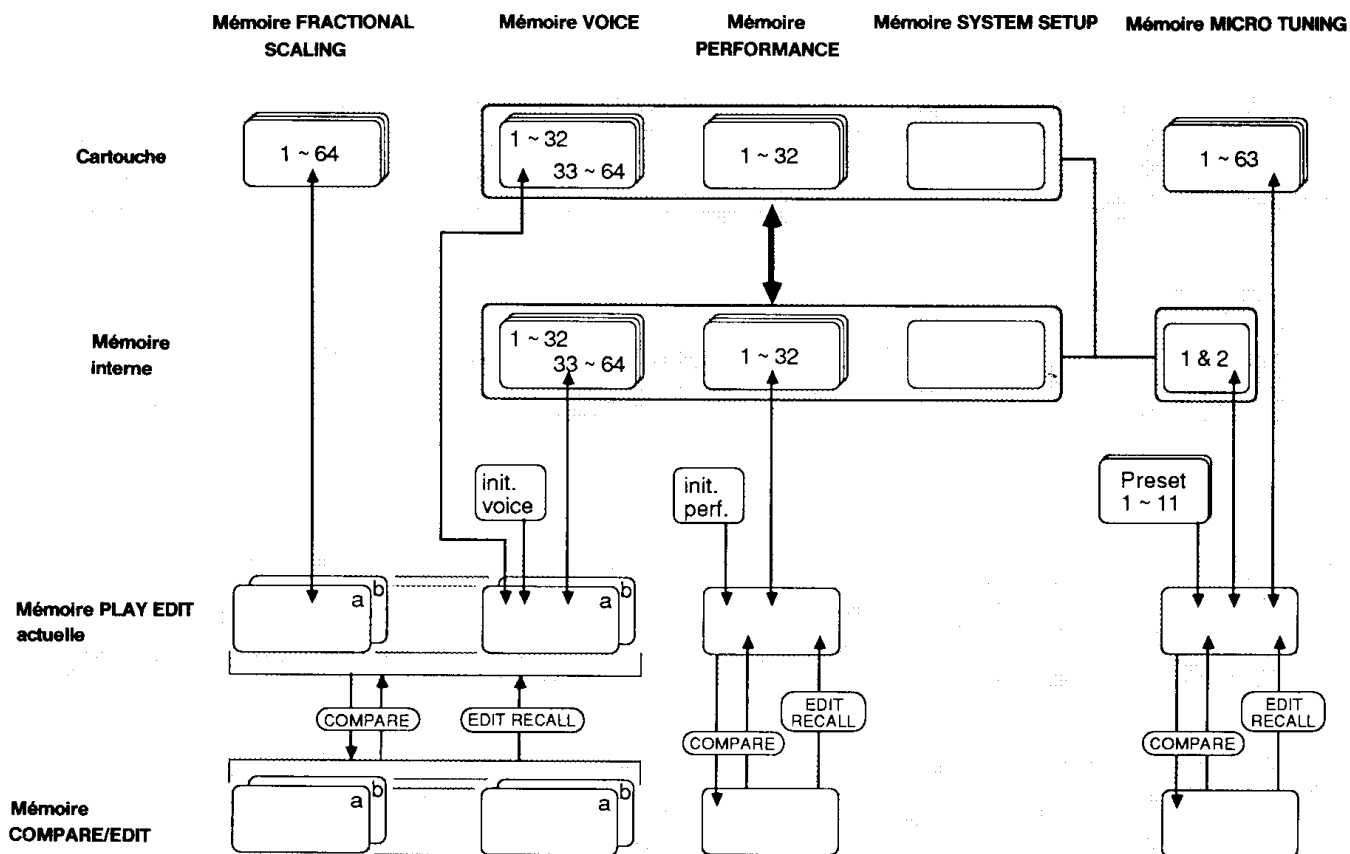 Mémoire FRACTIONAL
SCALING
Mémoire VOICE
Mémoire
PERFORMANCE
Mémoire SYSTEM SETUP
Mémoire MICRO TUNING
Cartouche
1 ~ 64
1 ~ 32
33 ~ 64
1 ~ 32
1 ~ 63
Mémoire
interne
1 ~ 32
33 ~ 64
1 ~ 32
1 & 2
init.
voice
init.
perf.
Preset
1 ~ 11
Mémoire PLAY EDIT
actuelle
a
b
a
b
COMPARE
EDIT RECALL
COMPARE
EDIT
RECALL
COMPARE
EDIT
RECALL
Mémoire
COMPARE/EDIT
a
b
a
b